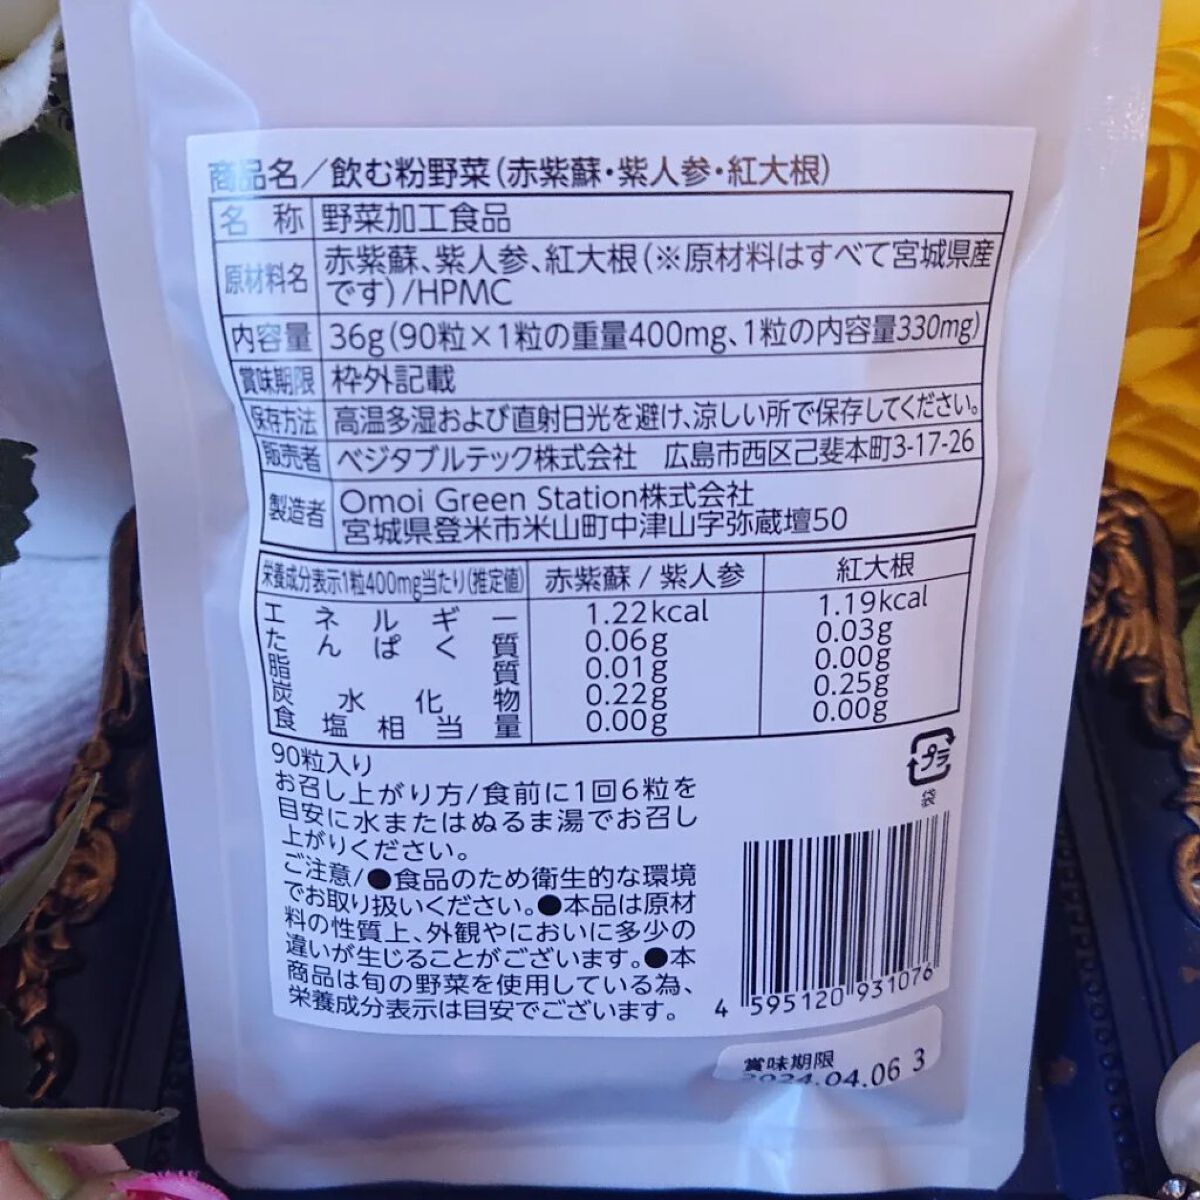 商品名/飲む粉野菜(赤紫蘇・紫人参・紅大根)
名 称 野菜加工食品
原材料名 赤紫蘇、紫人参、紅大根(※原材料はすべて宮城県産
です)/HPMC
内容量 36g(90粒×1粒の重量400mg、1粒の内容量330mg)
賞味期限 枠外記載
保存方法 高温多湿および直射日光を避け、涼しい所で保存してください。
販売者 ベジタブルテック株式会社 広島市西区己斐本町3-17-26
製造者 Omoi Green Station株式会社
宮城県登米市米山町中津山字弥蔵壇50
栄養成分表示1粒400mg当たり(推定値) 赤紫蘇/紫人参 紅大根
エネルギー 1.22kcal 1.19kcal
たんぱく質 0.06g 0.03g
脂質 0.01g 0.00g
炭水化物 0.22g 0.25g
食塩相当量 0.00g 0.00g
90粒入り
お召し上がり方/食前に1回6粒を
目安に水またはぬるま湯でお召し
上がりください。
ご注意/●食品のため衛生的な環境
でお取り扱いください。●本品は原材
料の性質上、外観やにおいに多少の
違いが生じることがございます。●本
商品は旬の野菜を使用している為、
栄養成分表示は目安でございます。
プラ
袋
4 595120 931076
賞味期限
2024.04.06 3